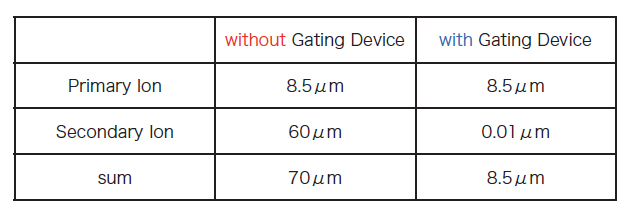 without Gating Device with Gating Device
Primary Ion 8.5μm 8.5μm
Secondary Ion 60μm 0.01μm
sum 70μm 8.5μm